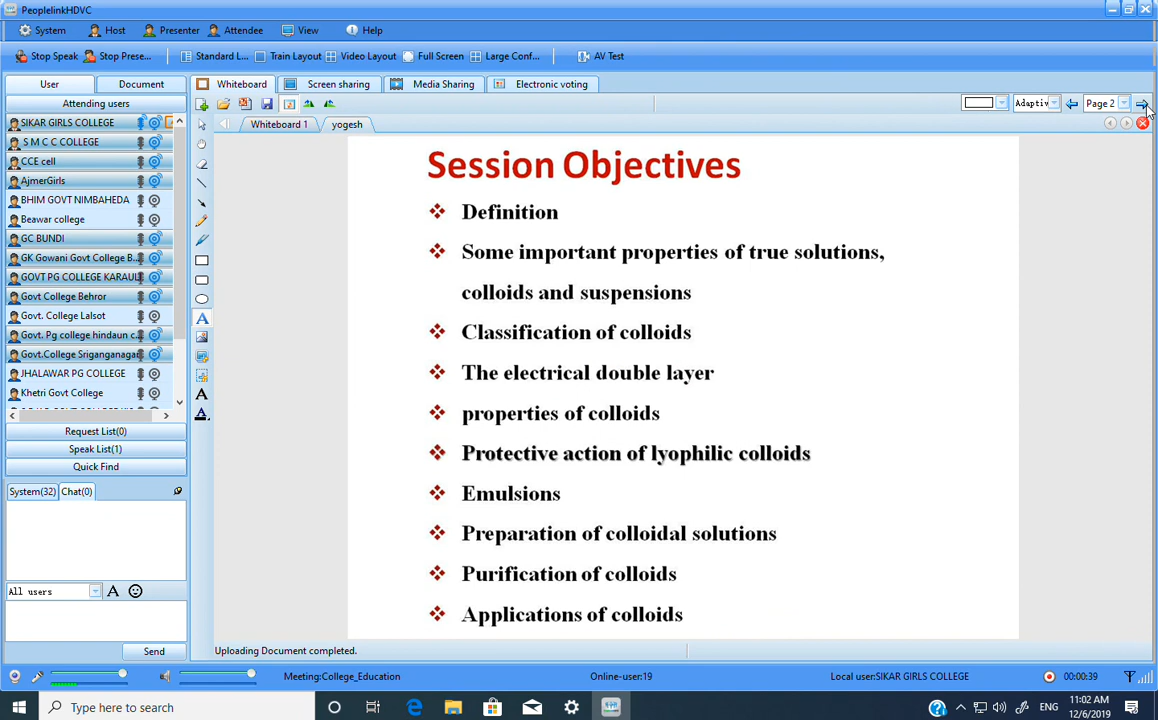 PeoplelinkHDVC
System Host Presenter Attendee View Help
Stop Speak Stop Prese... Standard L... Train Layout Video Layout Full Screen Large Conf... AV Test
User Document Whiteboard Screen sharing Media Sharing Electronic voting
Attending users
Adaptiv Page 2
Whiteboard 1 yogesh
SIKAR GIRLS COLLEGE
S M C C COLLEGE
CCE cell
AjmerGirls
BHIM GOVT NIMBAHEDA
Beawar college
GC BUNDI
GK Gowani Govt College B...
GOVT PG COLLEGE KARAUL
Govt College Behror
Govt. College Lalsot
Govt. Pg college hindaun c...
Govt.College Sriganganagar
JHALAWAR PG COLLEGE
Khetri Govt College
Request List(0)
Speak List(1)
Quick Find
System(32) Chat(0)
All users A
Send
Session Objectives
Definition
Some important properties of true solutions,
colloids and suspensions
Classification of colloids
The electrical double layer
properties of colloids
Protective action of lyophilic colloids
Emulsions
Preparation of colloidal solutions
Purification of colloids
Applications of colloids
Uploading Document completed.
Meeting:College_Education Online-user:19 Local user:SIKAR GIRLS COLLEGE 00:00:39
Type here to search
ENG
11:02 AM
12/6/2019